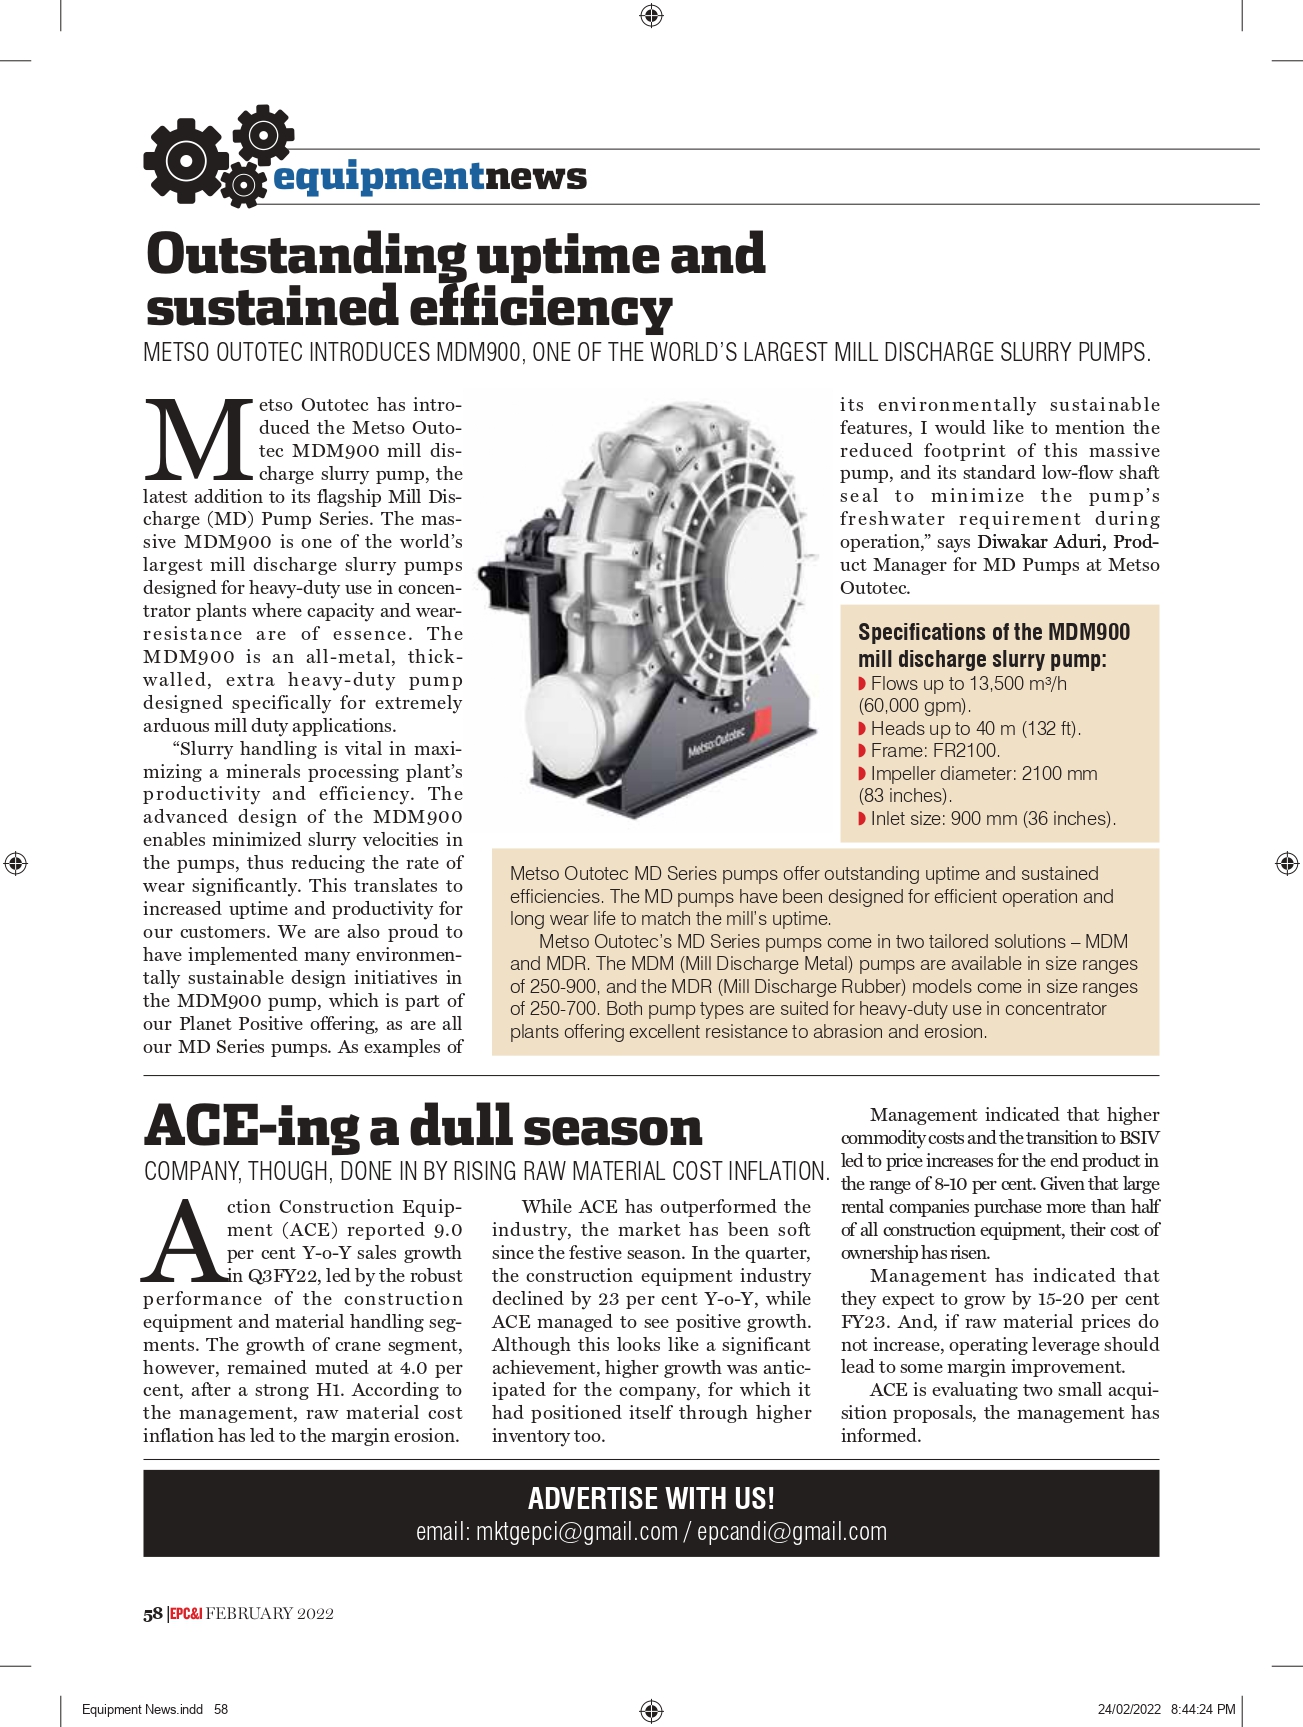 equipmentnews
Outstanding uptime and
sustained efficiency
METSO OUTOTEC INTRODUCES MDM900, ONE OF THE WORLD'S LARGEST MILL DISCHARGE SLURRY PUMPS.
Metso Outotec has intro-
duced the Metso Outo-
tec MDM900 mill dis-
charge slurry pump, the
latest addition to its flagship Mill Dis-
charge (MD) Pump Series. The mas-
sive MDM900 is one of the world's
largest mill discharge slurry pumps
designed for heavy-duty use in concen-
trator plants where capacity and wear-
resistance are of essence. The
MDM900 is an all-metal, thick-
walled, extra heavy-duty pump
designed specifically for extremely
arduous mill duty applications.
“Slurry handling is vital in maxi-
mizing a minerals processing plant's
productivity and efficiency. The
advanced design of the MDM900
enables minimized slurry velocities in
the pumps, thus reducing the rate of
wear significantly. This translates to
increased uptime and productivity for
our customers. We are also proud to
have implemented many environmen-
tally sustainable design initiatives in
the MDM900 pump, which is part of
our Planet Positive offering, as are all
our MD Series pumps. As examples of
Metso:Outotec
its environmentally sustainable
features, I would like to mention the
reduced footprint of this massive
pump, and its standard low-flow shaft
seal to minimize the pump's
freshwater requirement during
operation,” says Diwakar Aduri, Prod-
uct Manager for MD Pumps at Metso
Outotec.
Specifications of the MDM900
mill discharge slurry pump:
Flows up to 13,500 m³/h
(60,000 gpm).
Heads up to 40 m (132 ft).
Frame: FR2100.
Impeller diameter: 2100 mm
(83 inches).
Inlet size: 900 mm (36 inches).
Metso Outotec MD Series pumps offer outstanding uptime and sustained
efficiencies. The MD pumps have been designed for efficient operation and
long wear life to match the mill's uptime.
Metso Outotec's MD Series pumps come in two tailored solutions – MDM
and MDR. The MDM (Mill Discharge Metal) pumps are available in size ranges
of 250-900, and the MDR (Mill Discharge Rubber) models come in size ranges
of 250-700. Both pump types are suited for heavy-duty use in concentrator
plants offering excellent resistance to abrasion and erosion.
ACE-ing a dull season
COMPANY, THOUGH, DONE IN BY RISING RAW MATERIAL COST INFLATION.
Action Construction Equip-
ment (ACE) reported 9.0
per cent Y-o-Y sales growth
in Q3FY22, led by the robust
performance of the construction
equipment and material handling seg-
ments. The growth of crane segment,
however, remained muted at 4.0 per
cent, after a strong H1. According to
the management, raw material cost
inflation has led to the margin erosion.
While ACE has outperformed the
industry, the market has been soft
since the festive season. In the quarter,
the construction equipment industry
declined by 23 per cent Y-o-Y, while
ACE managed to see positive growth.
Although this looks like a significant
achievement, higher growth was antic-
ipated for the company, for which it
had positioned itself through higher
inventory too.
Management indicated that higher
commodity costs and the transition to BSIV
led to price increases for the end product in
the range of 8-10 per cent. Given that large
rental companies purchase more than half
of all construction equipment, their cost of
ownership has risen.
Management has indicated that
they expect to grow by 15-20 per cent
FY23. And, if raw material prices do
not increase, operating leverage should
lead to some margin improvement.
ACE is evaluating two small acqui-
sition proposals, the management has
informed.
ADVERTISE WITH US!
email: mktgepci@gmail.com / epcandi@gmail.com
58 |EPC&I FEBRUARY 2022
Equipment News.indd 58
24/02/2022 8:44:24 PM